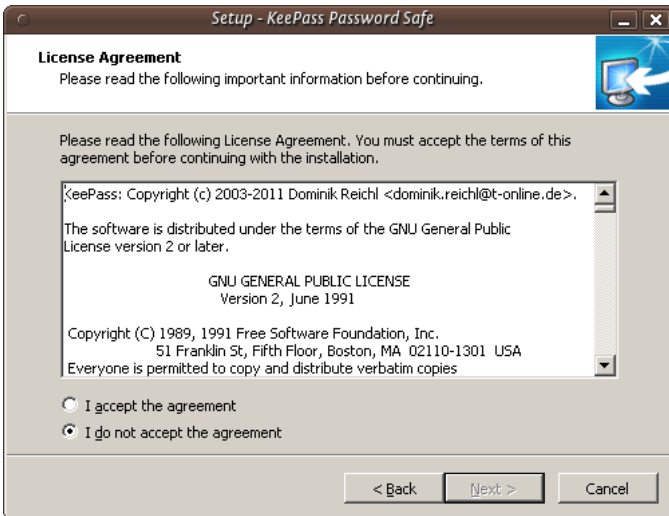 Setup - KeePass Password Safe
License Agreement
Please read the following important information before continuing.
Please read the following License Agreement. You must accept the terms of this
agreement before continuing with the installation.
KeePass: Copyright (c) 2003-2011 Dominik Reichl <dominik.reichl@t-online.de>.
The software is distributed under the terms of the GNU General Public
License version 2 or later.
GNU GENERAL PUBLIC LICENSE
Version 2, June 1991
Copyright (C) 1989, 1991 Free Software Foundation, Inc.
51 Franklin St, Fifth Floor, Boston, MA 02110-1301 USA
Everyone is permitted to copy and distribute verbatim copies
I accept the agreement
I do not accept the agreement
< Back Next > Cancel